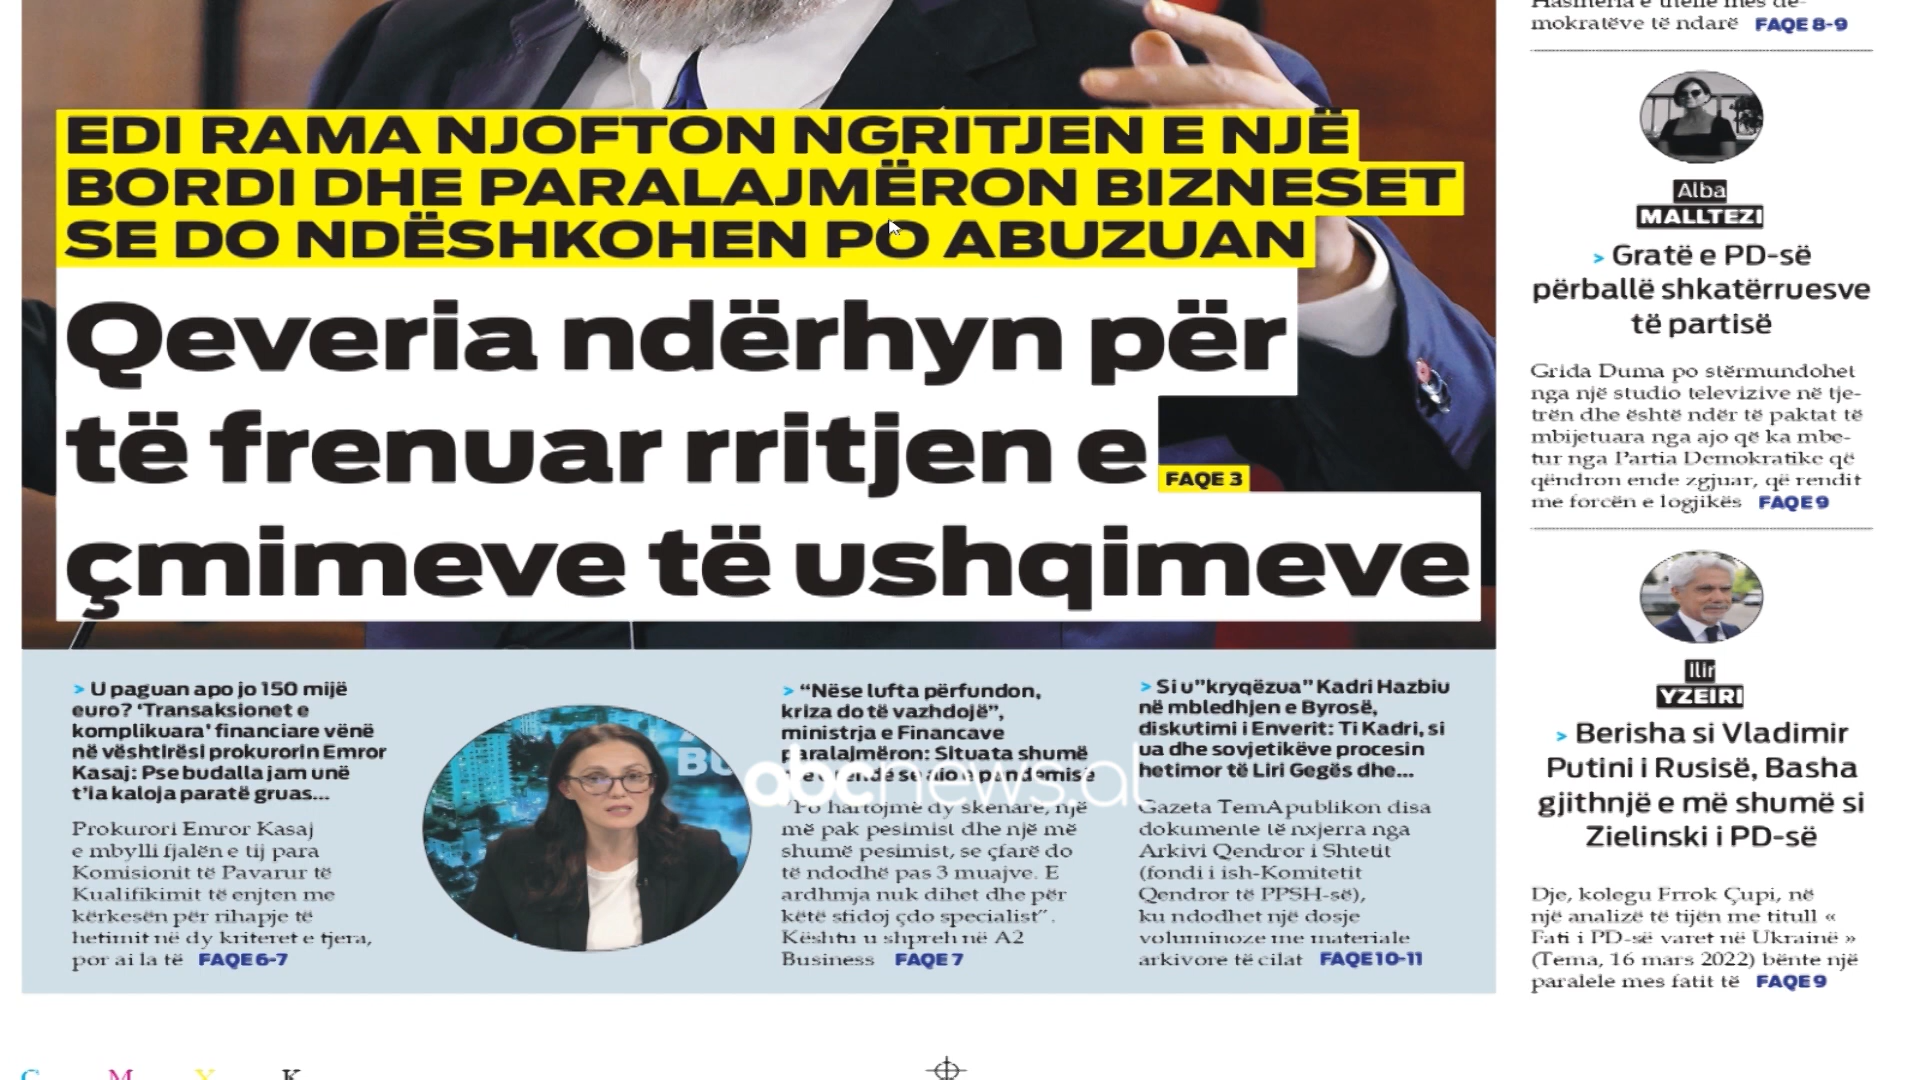 EDI RAMA NJOFTON NGRITJEN E NJË
BORDI DHE PARALAJMËRON BIZNESET
SE DO NDËSHKOHEN PO ABUZUAN
Qeveria ndërhyn për
të frenuar rritjen e
FAQE 3
çmimeve të ushqimeve
> U paguan apo jo 150 mijë
euro? ‘Transaksionet e
komplikuara’ financiare vënë
në vështirësi prokurorin Emror
Kasaj: Pse budalla jam unë
t’ia kaloja paratë gruas...
Prokurori Emror Kasaj
e mbylli fjalën e tij para
Komisionit të Pavarur të
Kualifikimit të enjten me
kërkesën për rihapje të
hetimit në dy kriteret e tjera,
por ai la të FAQE 6-7
BU
> “Nëse lufta përfundon,
kriza do të vazhdojë”,
ministrja e Financave
paralajmëron: Situata shumë
se ajo e pandemisë
"Po hartojmë dy skenare, një
më pak pesimist dhe një më
shumë pesimist, se çfarë do
të ndodhë pas 3 muajve. E
ardhmja nuk dihet dhe për
këtë sfidoj çdo specialist".
Kështu u shpreh në A2
Business FAQE 7
abcnews.al
> Si u”kryqëzua” Kadri Hazbiu
në mbledhjen e Byrosë,
diskutimi i Enverit: Ti Kadri, si
ua dhe sovjetikëve procesin
hetimor të Liri Gegës dhe...
Gazeta TemApublikon disa
dokumente të nxjerra nga
Arkivi Qendror i Shtetit
(fondi i ish-Komitetit
Qendror të PPSH-së),
ku ndodhet një dosje
voluminoze me materiale
arkivore të cilat FAQE 10-11
mokratëve të ndarë FAQE 8-9
Alba
MALLTEZI
> Gratë e PD-së
përballë shkatërruesve
të partisë
Grida Duma po stërmundohet
nga një studio televizive në tje-
trën dhe është ndër të paktat të
mbijetuara nga ajo që ka mbe-
tur nga Partia Demokratike që
qëndron ende zgjuar, që rendit
me forcën e logjikës FAQE 9
Ilir
YZEIRI
> Berisha si Vladimir
Putini i Rusisë, Basha
gjithnjë e më shumë si
Zielinski i PD-së
Dje, kolegu Frrok Çupi, në
një analizë të tijën me titull «
Fati i PD-së varet në Ukrainë »
(Tema, 16 mars 2022) bënte një
paralele mes fatit të FAQE 9
C M Y K